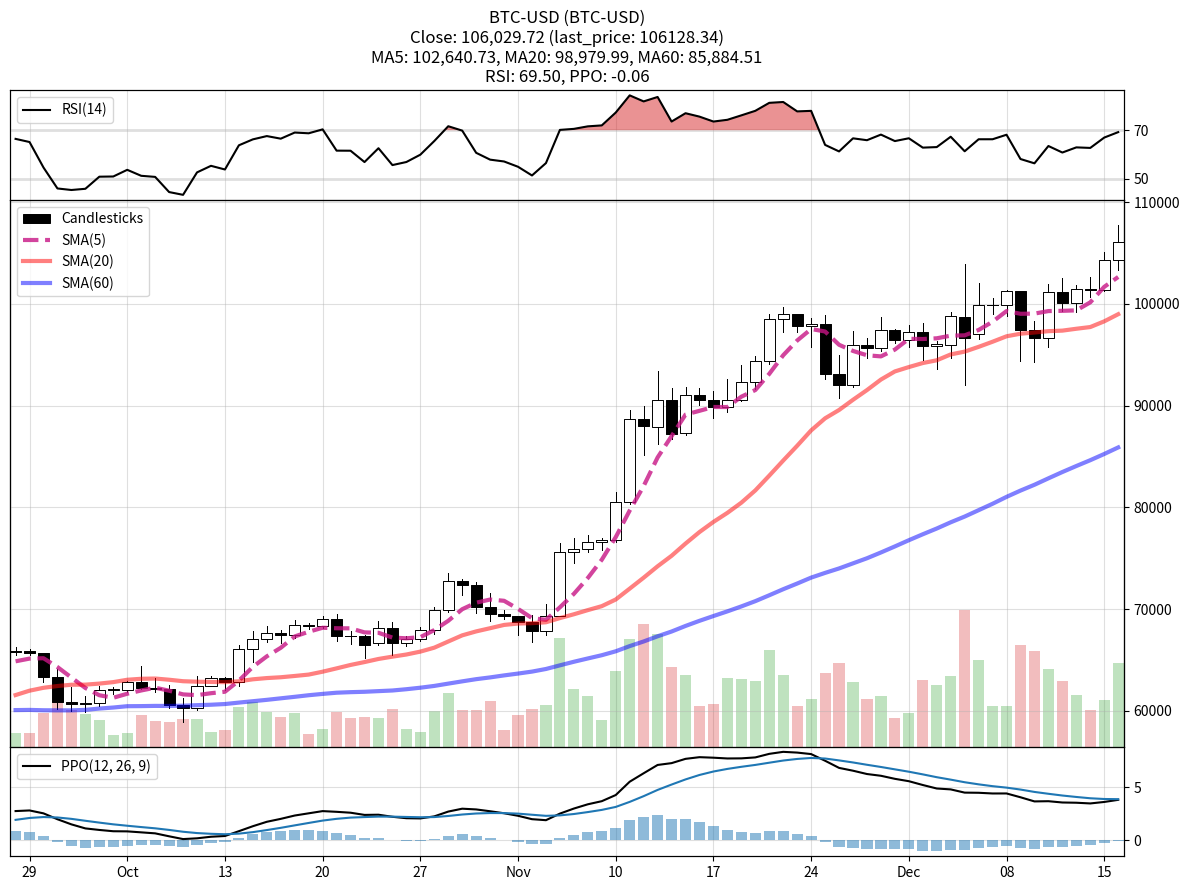 BTC-USD (BTC-USD)
Close: 106,029.72 (last_price: 106128.34)
MA5: 102,640.73, MA20: 98,979.99, MA60: 85,884.51
RSI: 69.50, PPO: -0.06
RSI(14)
70
50
110000
Candlesticks
SMA(5)
SMA(20)
SMA(60)
100000
90000
80000
70000
60000
PPO(12, 26, 9)
5
0
29 Oct 13 20 27 Nov 10 17 24 Dec 08 15